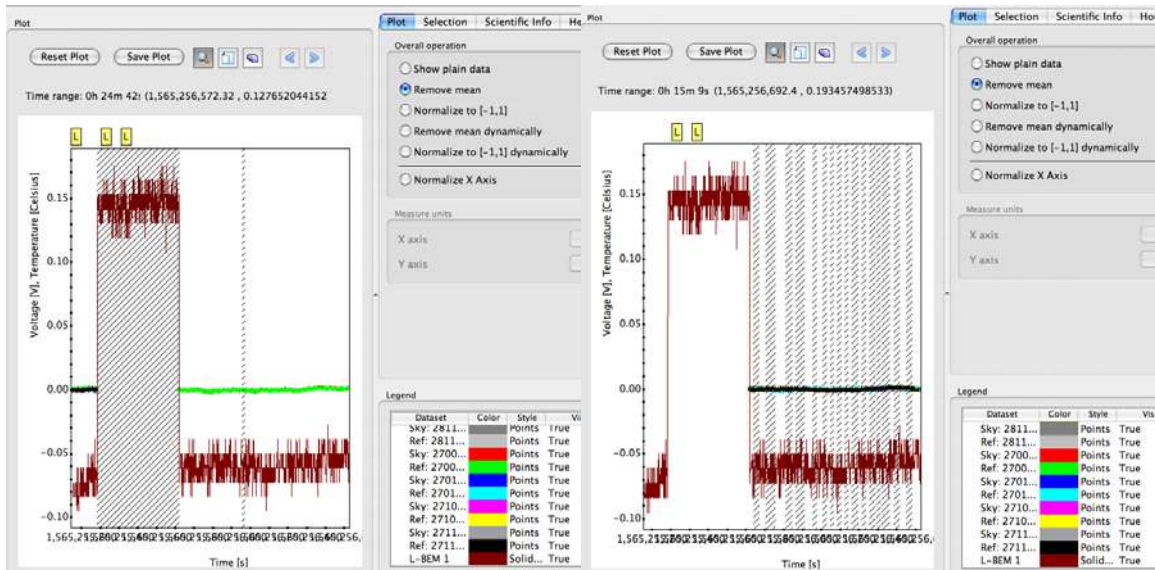 Plot
Plot Selection Scientific Info
Reset Plot Save Plot
Time range: 0h 24m 42s (1,565,256,572.32 , 0.127652044152
Overall operation
Show plain data
Remove mean
Normalize to [-1,1]
Remove mean dynamically
Normalize to [-1,1] dynamically
Normalize X Axis
Measure units
X axis
Y axis
L L L
Voltage [V], Temperature [Celsius]
0.15
0.10
0.05
0.00
-0.05
-0.10
Time [s]
Legend
Dataset Color Style
Sky: 2811... Points True
Ref: 2811... Points True
Sky: 2700... Points True
Ref: 2700... Points True
Sky: 2701... Points True
Ref: 2701... Points True
Sky: 2710... Points True
Ref: 2710... Points True
Sky: 2711... Points True
Ref: 2711... Points True
L-BEM 1 Solid... True
Plot
Plot Selection Scientific Info
Reset Plot Save Plot
Time range: 0h 15m 9s (1,565,256,692.4 , 0.193457498533)
Overall operation
Show plain data
Remove mean
Normalize to [-1,1]
Remove mean dynamically
Normalize to [-1,1] dynamically
Normalize X Axis
Measure units
X axis
Y axis
L L
Voltage [V], Temperature [Celsius]
0.15
0.10
0.05
0.00
-0.05
-0.10
Time [s]
Legend
Dataset Color Style Vis
Sky: 2811... Points True
Ref: 2811... Points True
Sky: 2700... Points True
Ref: 2700... Points True
Sky: 2701... Points True
Ref: 2701... Points True
Sky: 2710... Points True
Ref: 2710... Points True
Sky: 2711... Points True
Ref: 2711... Points True
L-BEM 1 Solid... True